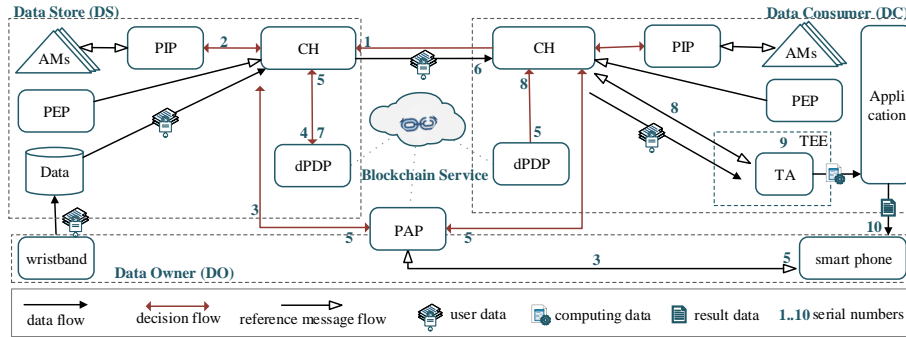 Data Store (DS)
Data Consumer (DC)
AMs
PIP
2
CH
1
6
CH
PIP
AMs
Appli
cation
PEP
5
8
8
PEP
4 7
5
9 TEE
Data
dPDP
Blockchain Service
dPDP
TA
3
5
PAP
5
10
wristband
3
5
smart phone
Data Owner (DO)
data flow
decision flow
reference message flow
user data
computing data
result data
1..10 serial numbers